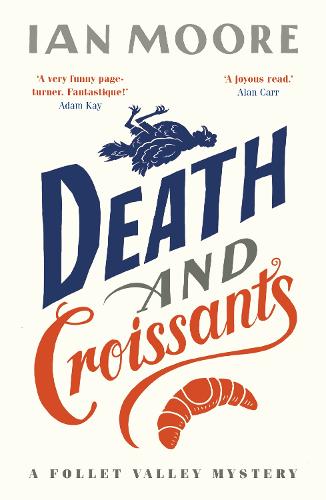 IAN MOORE
‘A very funny page-
turner. Fantastique!’
Adam Kay
‘A joyous read.’
Alan Carr
DEATH
AND
Croissants
A FOLLET VALLEY MYSTERY